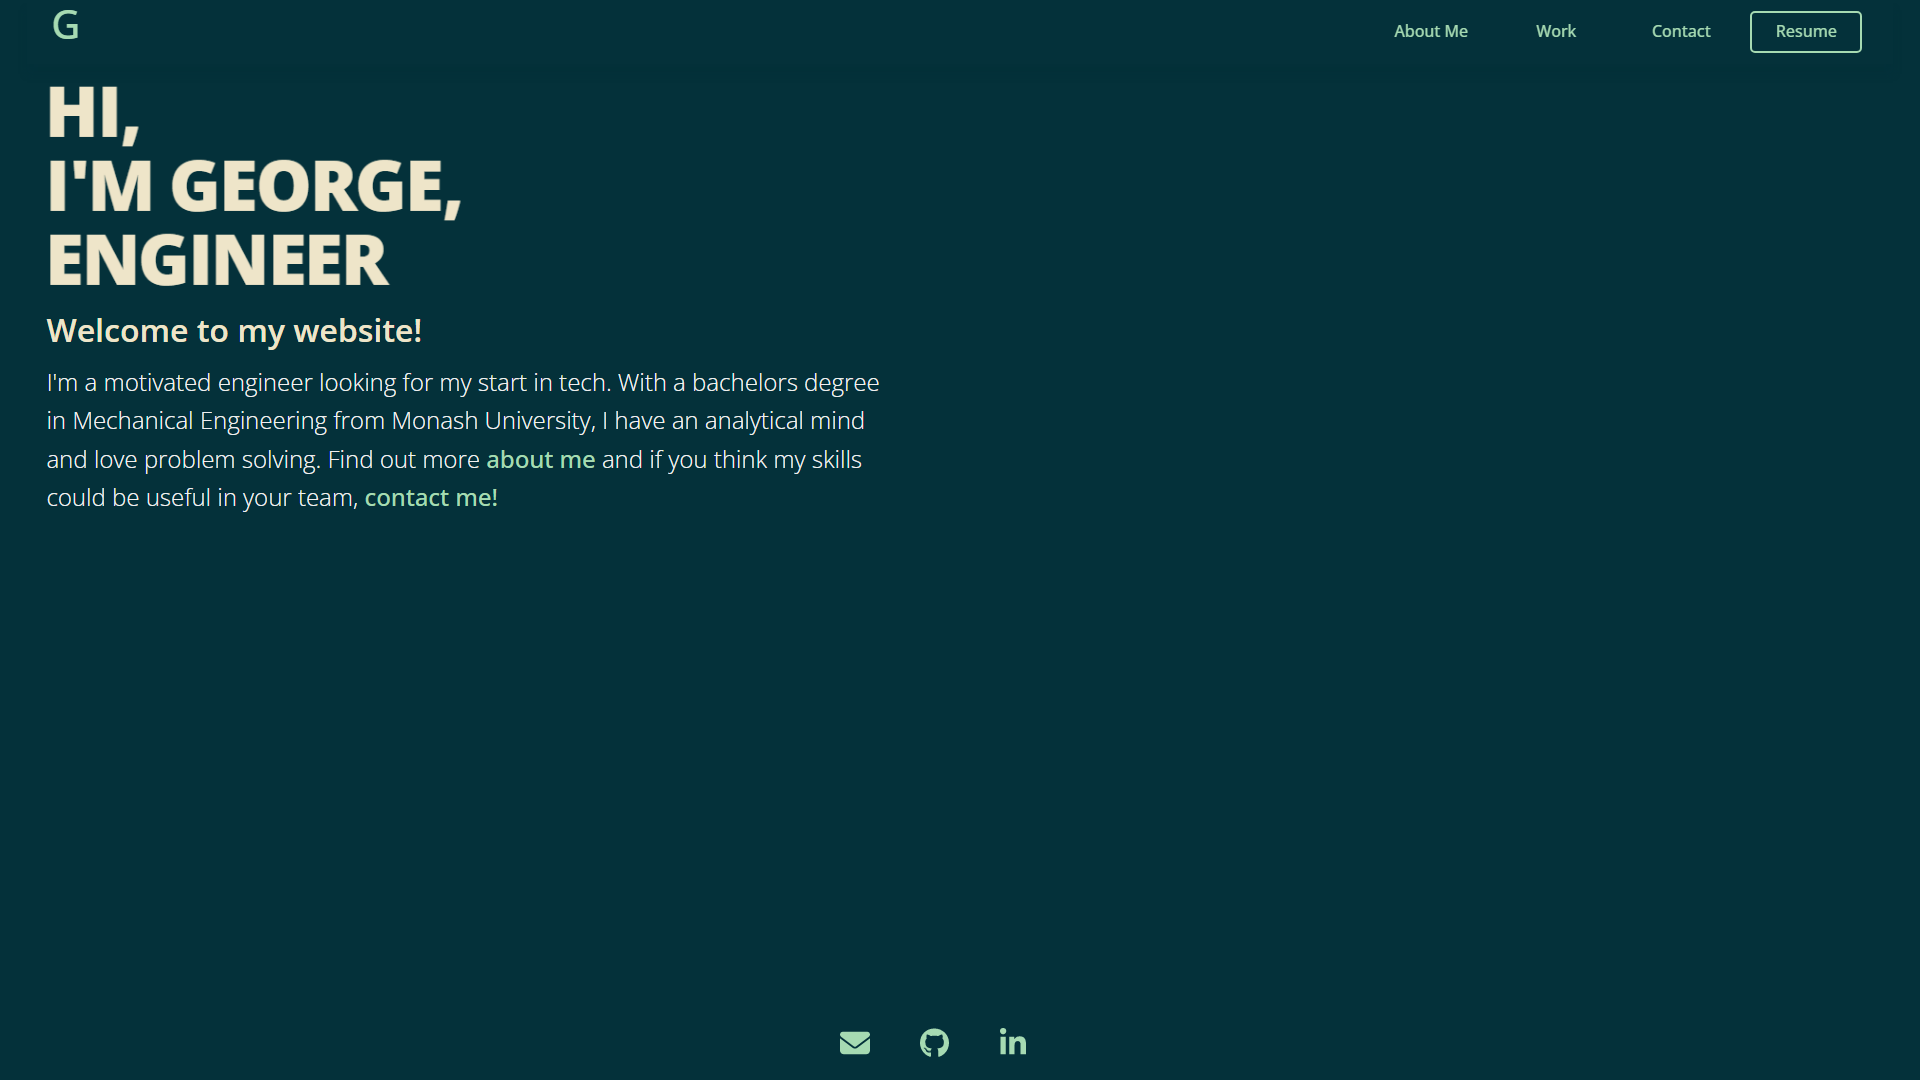 G
About Me
Work
Contact
Resume
HI,
I'M GEORGE,
ENGINEER
Welcome to my website!
I'm a motivated engineer looking for my start in tech. With a bachelors degree
in Mechanical Engineering from Monash University, I have an analytical mind
and love problem solving. Find out more about me and if you think my skills
could be useful in your team, contact me!
in